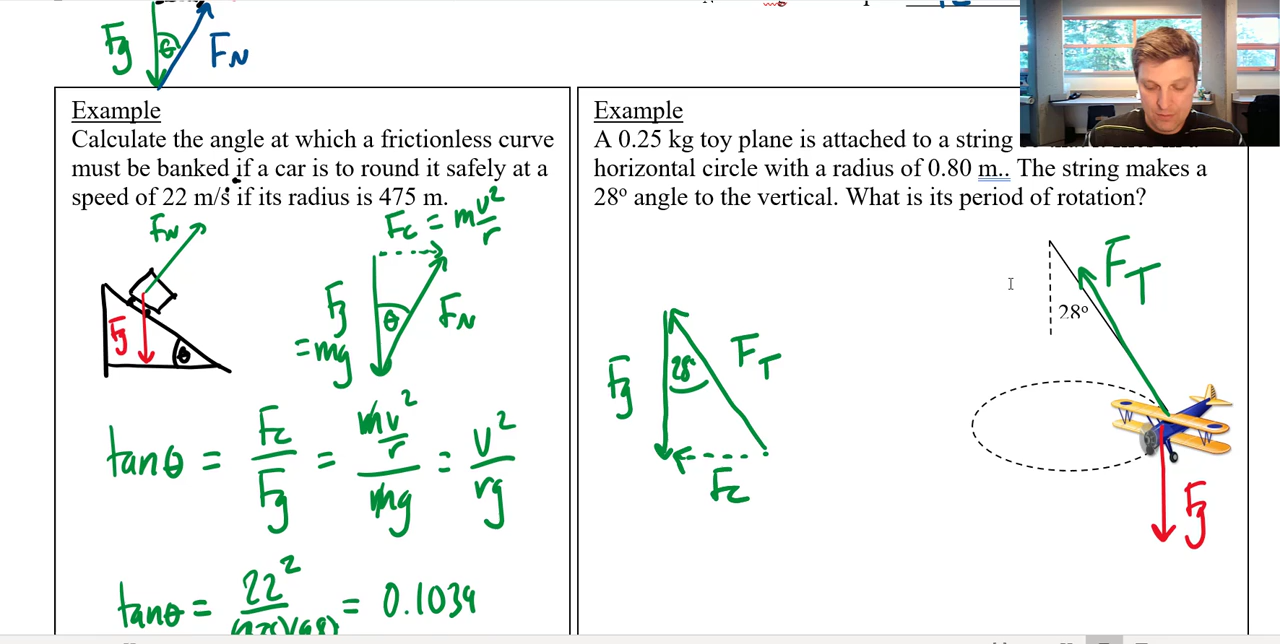 Fg θ FN
Example
Calculate the angle at which a frictionless curve
must be banked if a car is to round it safely at a
speed of 22 m/s if its radius is 475 m.
FN
Fg
θ
Fc = mv²/r
Fg
= mg
θ
FN
tanθ = Fc/Fg = mv²/r / mg = v²/rg
tanθ = 22² = 0.1039
Example
A 0.25 kg toy plane is attached to a string
horizontal circle with a radius of 0.80 m.. The string makes a
28º angle to the vertical. What is its period of rotation?
Fg
28°
FT
Fc
28º
FT
Fg